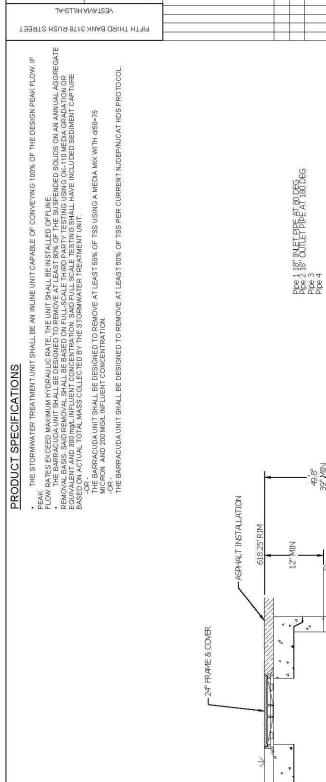 FIFTH THIRD BANK 3178 RUSH STREET
VESTAVIA HILLS-AL
PRODUCT SPECIFICATIONS
• THE STORMWATER TREATMENT UNIT SHALL BE AN INLINE UNIT CAPABLE OF CONVEYING 100% OF THE DESIGN PEAK FLOW. IF
PEAK
FLOW RATES EXCEED MAXIMUM HYDRAULIC RATE, THE UNIT SHALL BE INSTALLED OFFLINE.
• THE BARRACUDA UNIT SHALL BE DESIGNED TO REMOVE AT LEAST 80% OF THE SUSPENDED SOLIDS ON AN ANNUAL AGGREGATE
REMOVAL BASIS. SAID REMOVAL SHALL BE BASED ON FULL-SCALE THIRD PARTY TESTING USING OK-110 MEDIA GRADATION OR
EQUIVALENT AND 300 mg/L INFLUENT CONCENTRATION. SAID FULL SCALE TESTING SHALL HAVE INCLUDED SEDIMENT CAPTURE
BASED ON ACTUAL TOTAL MASS COLLECTED BY THE STORMWATER TREATMENT UNIT.
-OR -
THE BARRACUDA UNIT SHALL BE DESIGNED TO REMOVE AT LEAST 50% OF TSS USING A MEDIA MIX WITH d50=75
MICRON AND 200 MG/L INFLUENT CONCENTRATION.
-OR -
THE BARRACUDA UNIT SHALL BE DESIGNED TO REMOVE AT LEAST 50% OF TSS PER CURRENT NJDEP/NJCAT HDS PROTOCOL.
24" FRAME & COVER
ASPHALT INSTALLATION
618.25' RIM
12" MIN
49.8"
39" MIN
Pipe 1 18" INLET PIPE AT 80 DEG
Pipe 2 18" OUTLET PIPE AT 180 DEG
Pipe 3
Pipe 4